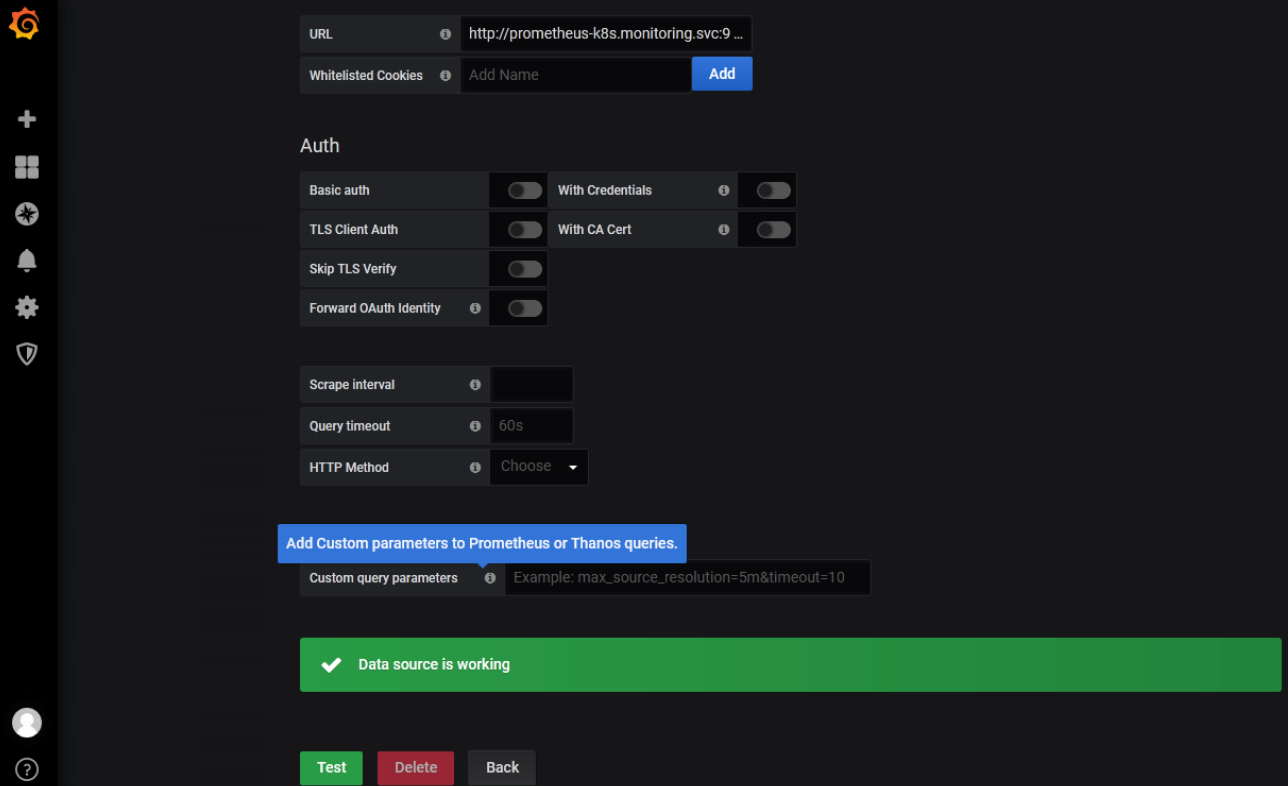 URL http://prometheus-k8s.monitoring.svc:9 ...
Whitelisted Cookies Add Name Add
Auth
Basic auth With Credentials
TLS Client Auth With CA Cert
Skip TLS Verify
Forward OAuth Identity
Scrape interval
Query timeout 60s
HTTP Method Choose
Add Custom parameters to Prometheus or Thanos queries.
Custom query parameters Example: max_source_resolution=5m&timeout=10
Data source is working
Test Delete Back